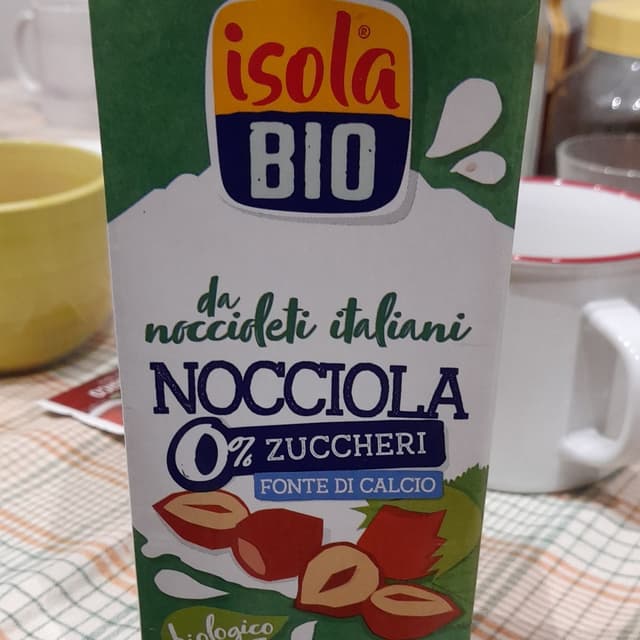 isola®
BIO
da
noccioleti italiani
NOCCIOLA
0% ZUCCHERI
FONTE DI CALCIO
biologico